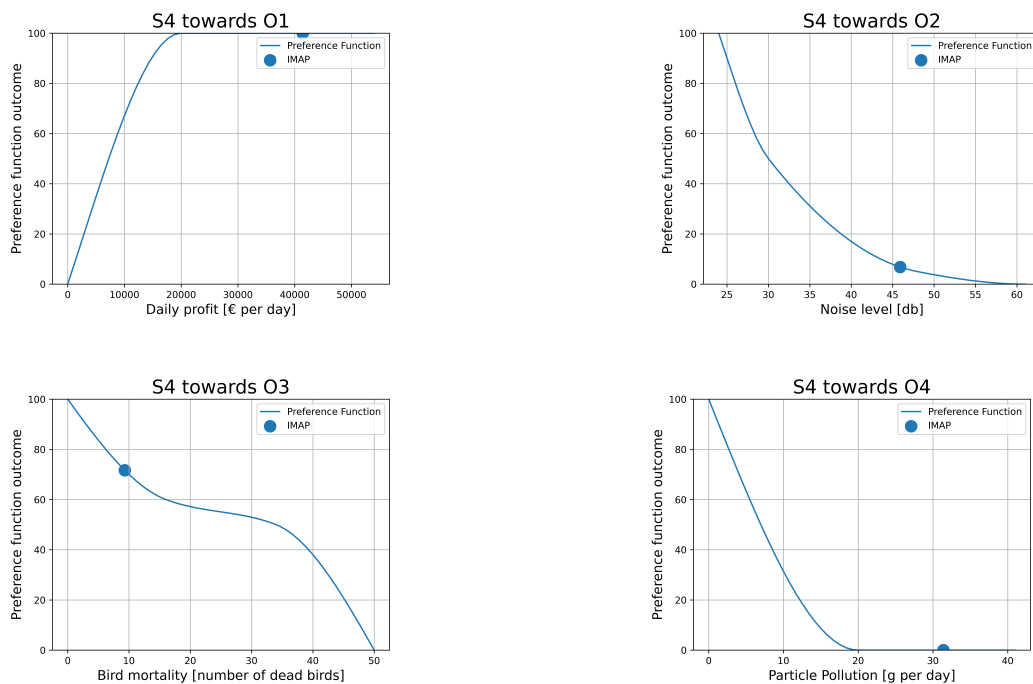 S4 towards O1
Preference function outcome
100
80
60
40
20
0
0 10000 20000 30000 40000 50000
Daily profit [€ per day]
Preference Function
IMAP
S4 towards O2
Preference function outcome
100
80
60
40
20
0
25 30 35 40 45 50 55 60
Noise level [db]
Preference Function
IMAP
S4 towards O3
Preference function outcome
100
80
60
40
20
0
0 10 20 30 40 50
Bird mortality [number of dead birds]
Preference Function
IMAP
S4 towards O4
Preference function outcome
100
80
60
40
20
0
0 10 20 30 40
Particle Pollution [g per day]
Preference Function
IMAP